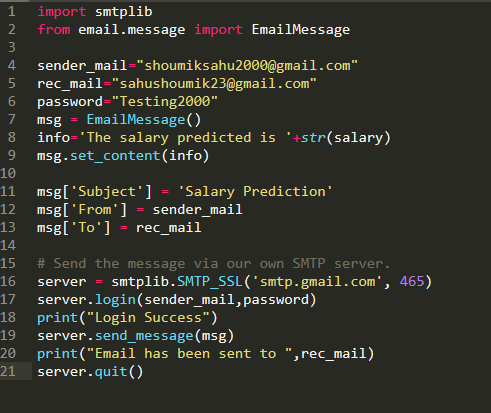 1 import smtplib
2 from email.message import EmailMessage
3
4 sender_mail="shoumiksahu2000@gmail.com"
5 rec_mail="sahushoumik23@gmail.com"
6 password="Testing2000"
7 msg = EmailMessage()
8 info='The salary predicted is '+str(salary)
9 msg.set_content(info)
10
11 msg['Subject'] = 'Salary Prediction'
12 msg['From'] = sender_mail
13 msg['To'] = rec_mail
14
15 # Send the message via our own SMTP server.
16 server = smtplib.SMTP_SSL('smtp.gmail.com', 465)
17 server.login(sender_mail,password)
18 print("Login Success")
19 server.send_message(msg)
20 print("Email has been sent to ",rec_mail)
21 server.quit()